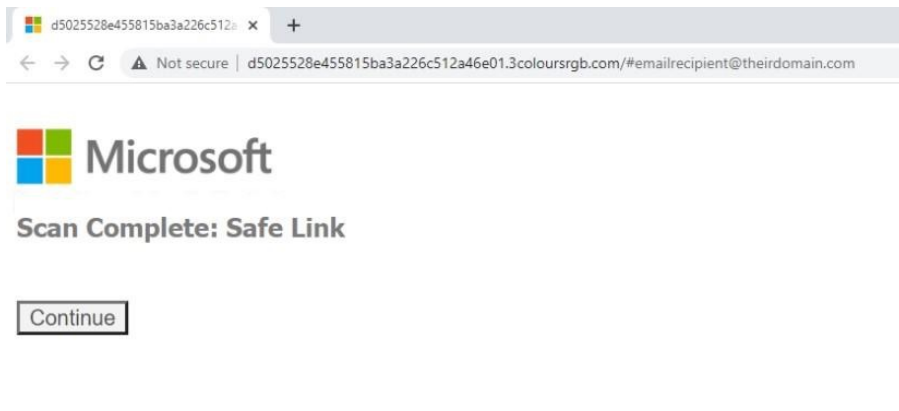 d5025528e455815ba3a226c512a
Not secure | d5025528e455815ba3a226c512a46e01.3coloursrgb.com/#emailrecipient@theirdomain.com
Microsoft
Scan Complete: Safe Link
Continue